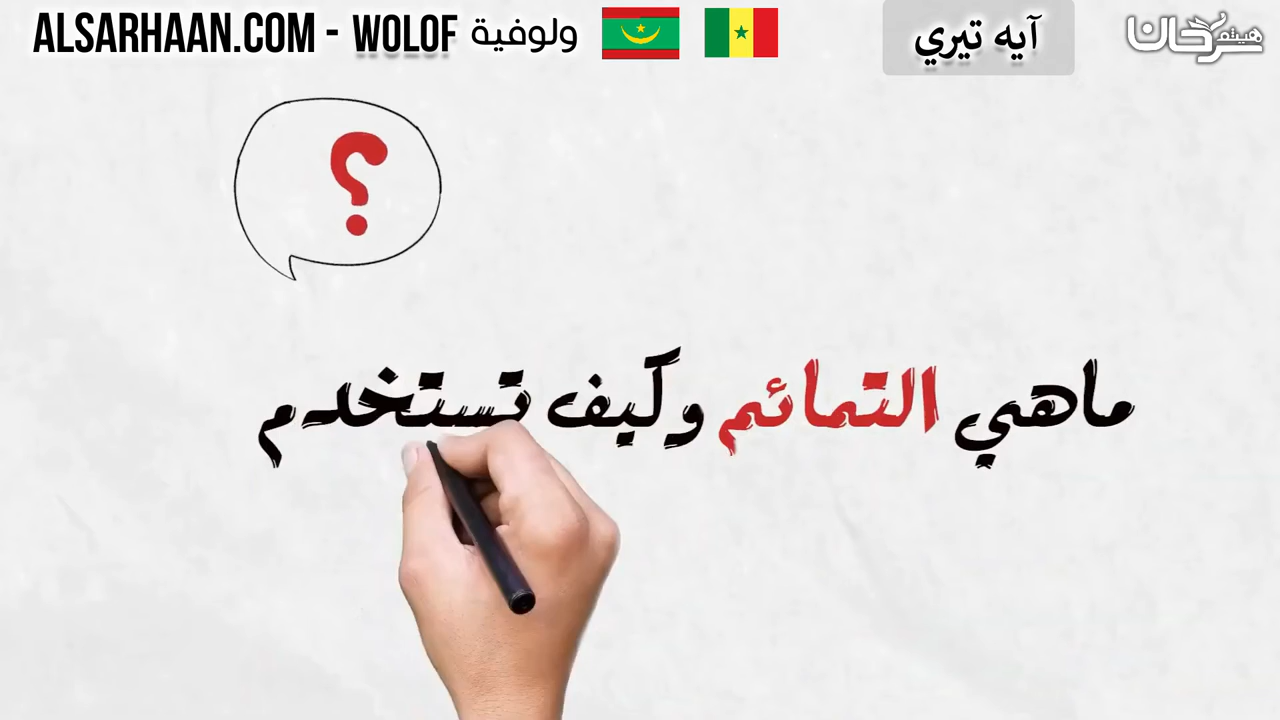 ALSARHAAN.COM - WOLOF ولوفية
آيه تيري
هيثم سرحان
؟
ماهي التمائم وكيف تستخدم